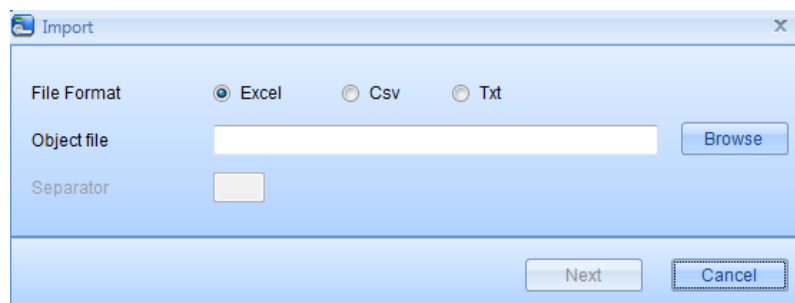 Import
File Format Excel Csv Txt
Object file Browse
Separator
Next Cancel